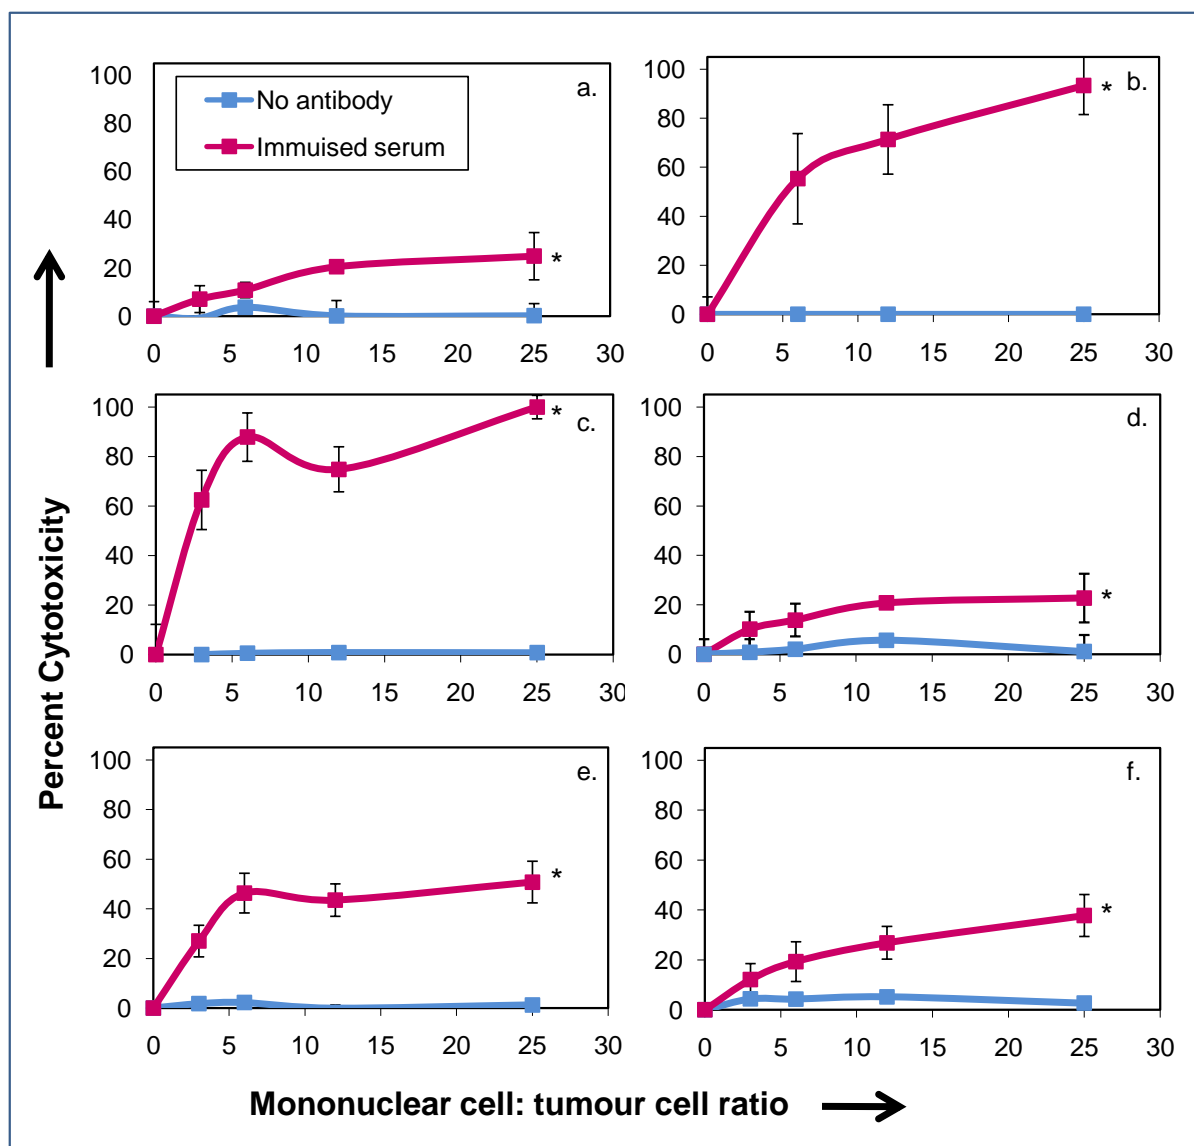 No antibody
Immuised serum
a.
100
80
60
40
20
0
0 5 10 15 20 25 30
b.
*
100
80
60
40
20
0
0 5 10 15 20 25 30
*
c.
*
100
80
60
40
20
0
0 5 10 15 20 25 30
d.
100
80
60
40
20
0
0 5 10 15 20 25 30
*
e.
100
80
60
40
20
0
0 5 10 15 20 25 30
*
f.
100
80
60
40
20
0
0 5 10 15 20 25 30
*
Percent Cytotoxicity
Mononuclear cell: tumour cell ratio